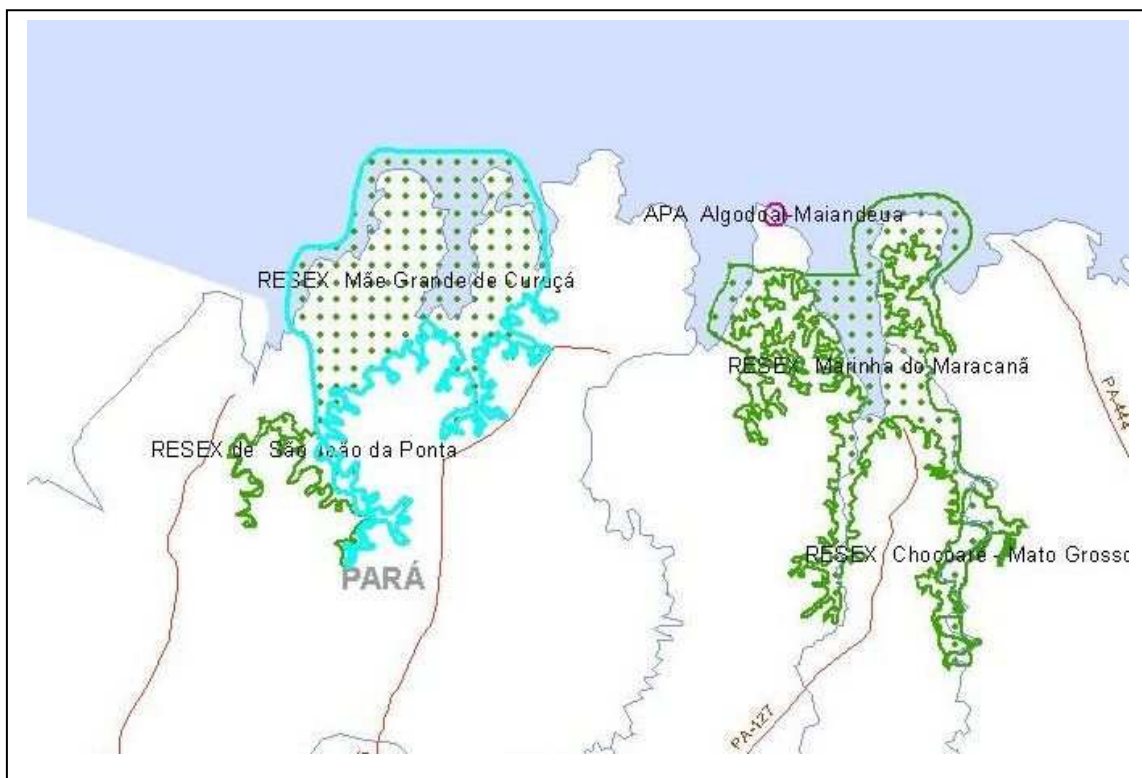 APA Algodoal-Maiandeua
RESEX Mãe Grande de Curuçá
RESEX Marinha do Maracanã
PA-444
RESEX de São João da Ponta
RESEX Chocoaré - Mato Grosso
PARÁ
PA-127